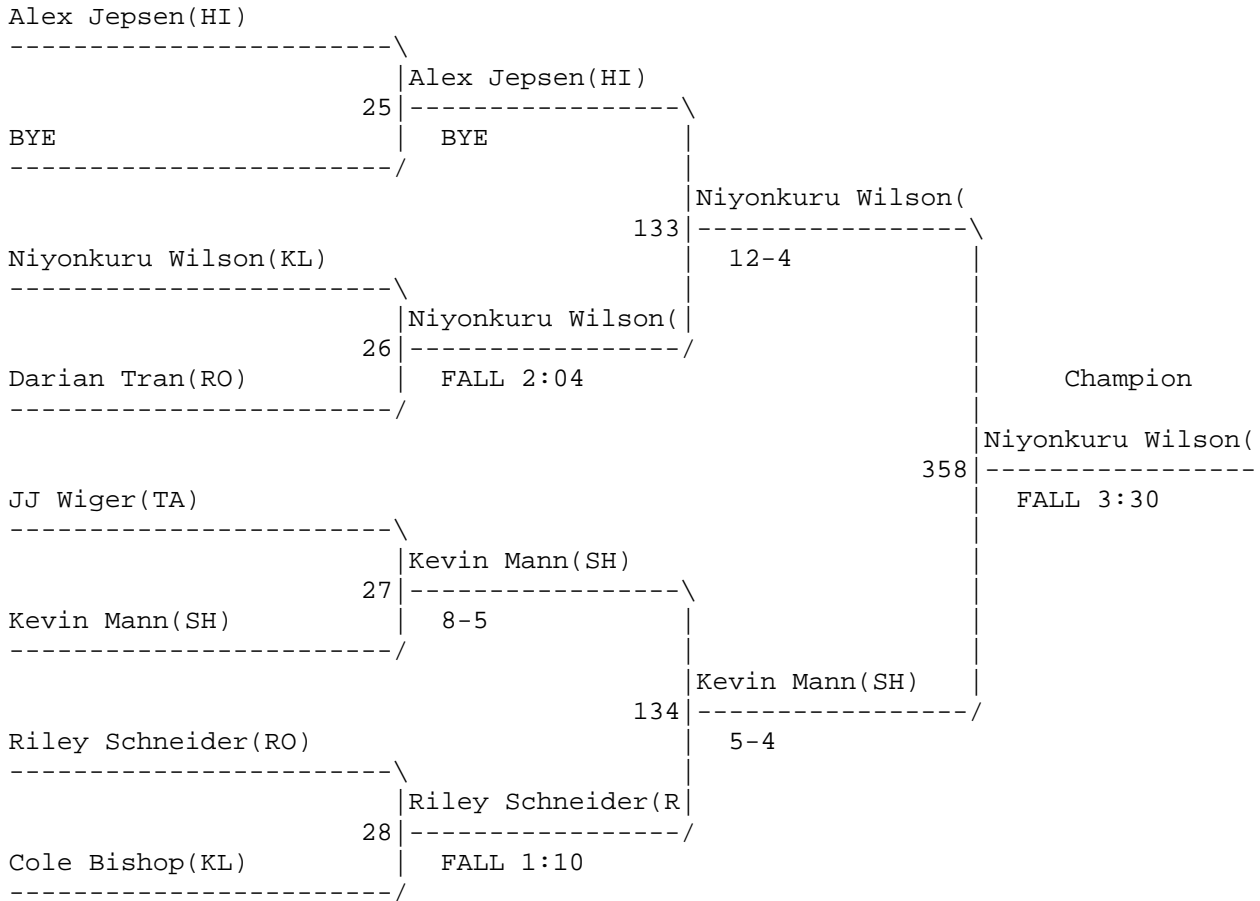 Alex Jepsen(HI)
Alex Jepsen(HI)
25
BYE BYE
Niyonkuru Wilson(
133
Niyonkuru Wilson(KL) 12-4
Niyonkuru Wilson(
26
Darian Tran(RO) FALL 2:04 Champion
Niyonkuru Wilson(
358
JJ Wiger(TA) FALL 3:30
Kevin Mann(SH)
27
Kevin Mann(SH) 8-5
Kevin Mann(SH)
134
Riley Schneider(RO) 5-4
Riley Schneider(R
28
Cole Bishop(KL) FALL 1:10